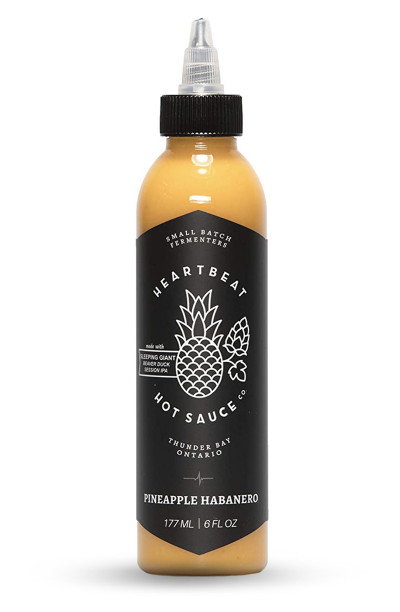 SMALL BATCH
FERMENTERS
HEARTBEAT
made with
SLEEPING GIANT
BEAVER DUCK
SESSION IPA
HOT SAUCE CO.
THUNDER BAY
ONTARIO
PINEAPPLE HABANERO
177 ML | 6 FL OZ